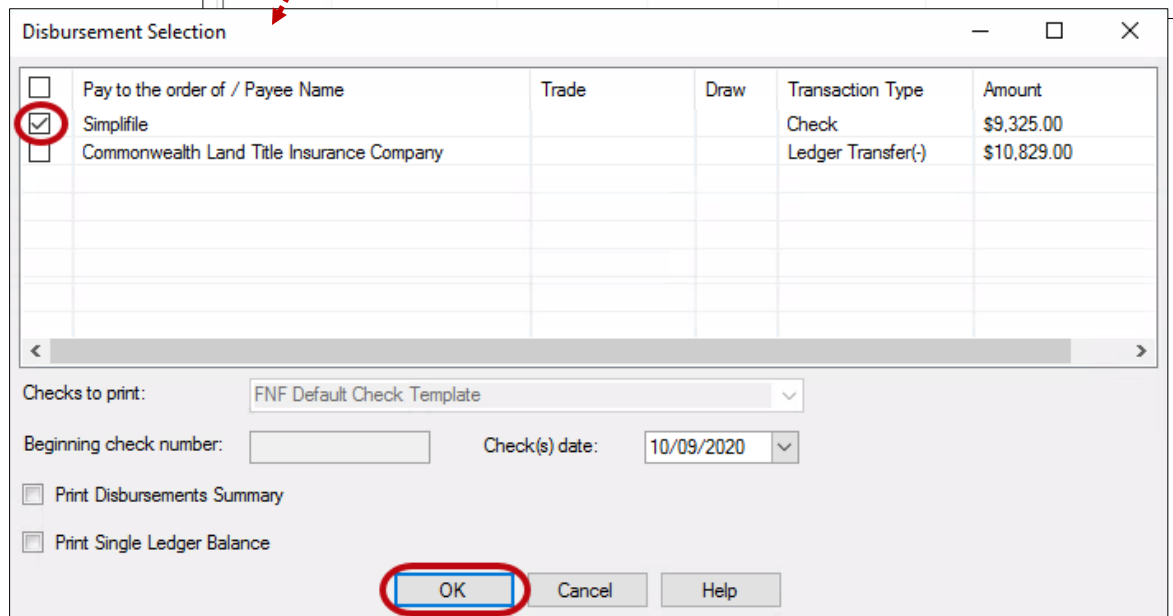 Disbursement Selection
Pay to the order of / Payee Name Trade Draw Transaction Type Amount
Simplifile Check $9,325.00
Commonwealth Land Title Insurance Company Ledger Transfer(-) $10,829.00
Checks to print: FNF Default Check Template
Beginning check number: Check(s) date: 10/09/2020
Print Disbursements Summary
Print Single Ledger Balance
OK Cancel Help